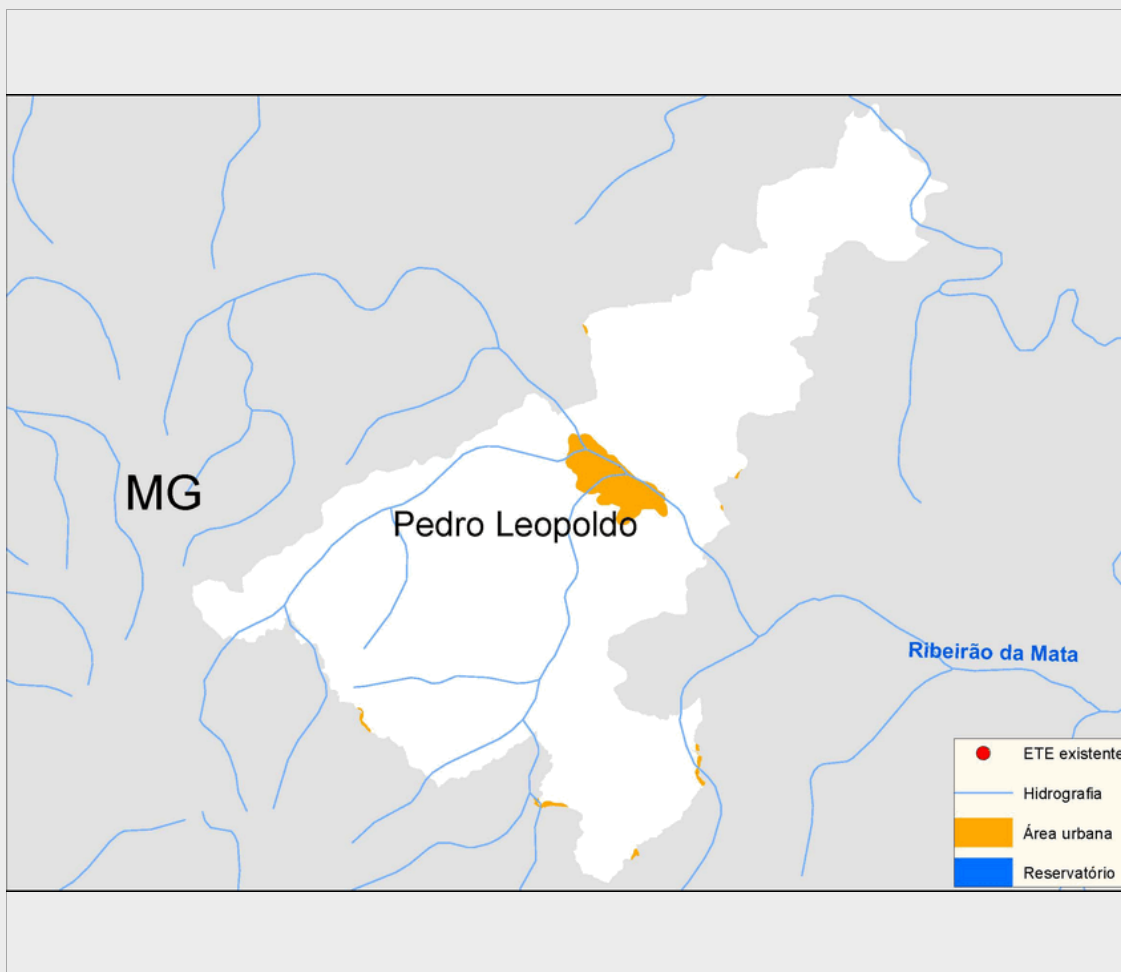 MG
Pedro Leopoldo
Ribeirão da Mata
ETE existente
Hidrografia
Área urbana
Reservatório